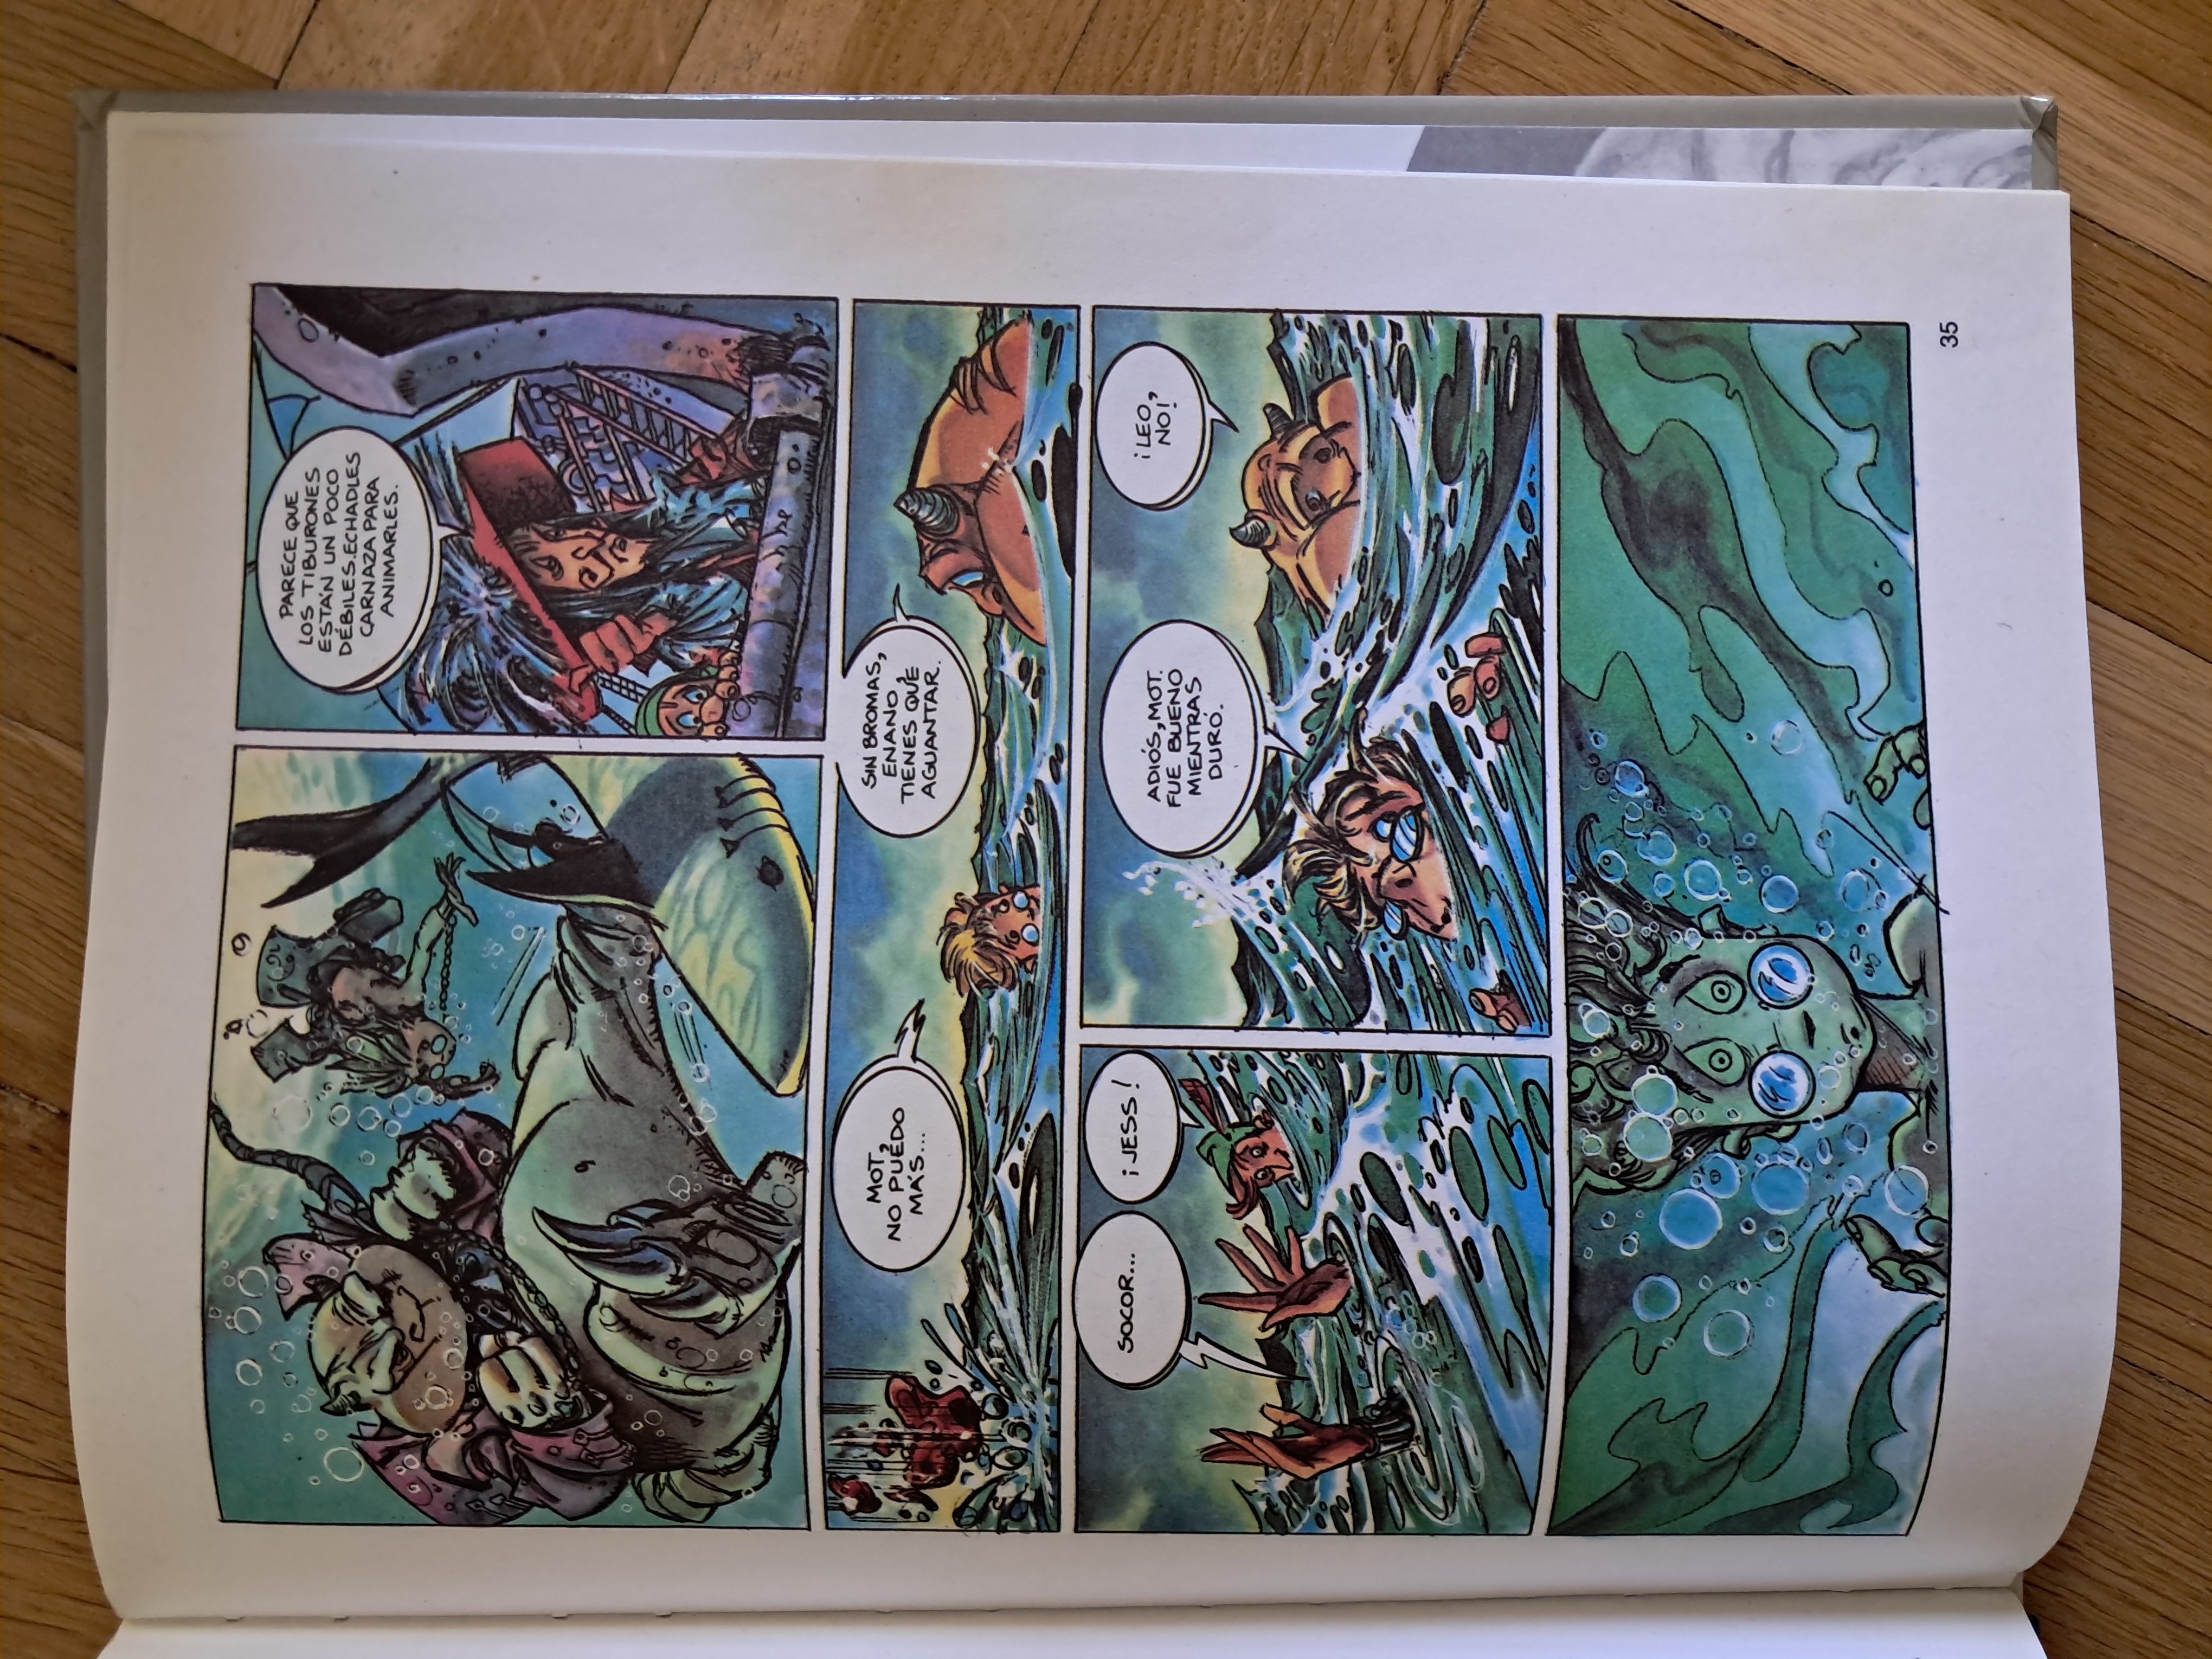 PARECE QUE
LOS TIBURONES
ESTÁN UN POCO
DÉBILES. ECHADLES
CARNAZA PARA
ANIMARLES.
MOT,
NO PUEDO
MÁS...
SIN BROMAS,
ENANO,
TIENES QUE
AGUANTAR.
SOCOR...
¡JESS!
ADIÓS, MOT.
FUE BUENO
MIENTRAS
DURÓ.
¡LEO,
NO!
35